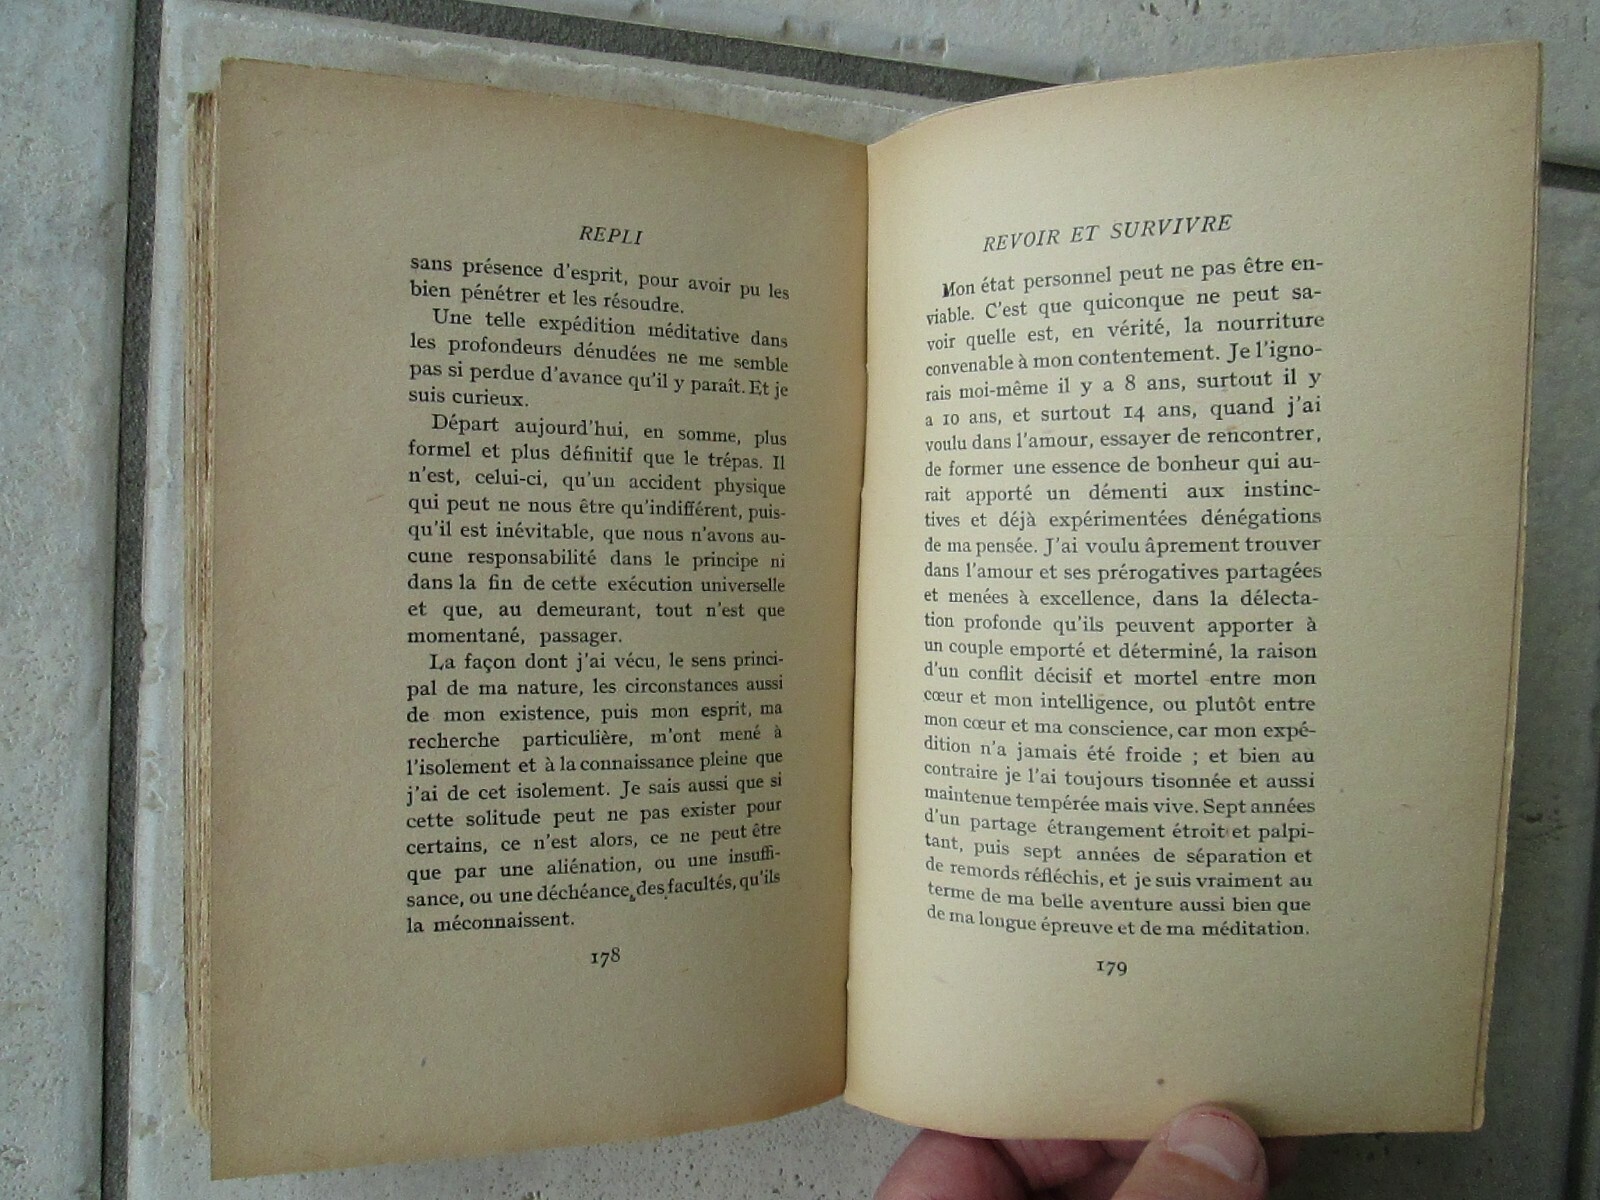 REPLI
sans présence d'esprit, pour avoir pu les
bien pénétrer et les résoudre.
Une telle expédition méditative dans
les profondeurs dénudées ne me semble
pas si perdue d'avance qu'il y paraît. Et je
suis curieux.
Départ aujourd'hui, en somme, plus
formel et plus définitif que le trépas. Il
n'est, celui-ci, qu'un accident physique
qui peut ne nous être qu'indifférent, puis-
qu'il est inévitable, que nous n'avons au-
cune responsabilité dans le principe ni
dans la fin de cette exécution universelle
et que, au demeurant, tout n'est que
momentané, passager.
La façon dont j'ai vécu, le sens princi-
pal de ma nature, les circonstances aussi
de mon existence, puis mon esprit, ma
recherche particulière, m'ont mené à
l'isolement et à la connaissance pleine que
j'ai de cet isolement. Je sais aussi que si
cette solitude peut ne pas exister pour
certains, ce n'est alors, ce ne peut être
que par une aliénation, ou une insuffi-
sance, ou une déchéance des facultés, qu'ils
la méconnaissent.
178
REVOIR ET SURVIVRE
Mon état personnel peut ne pas être en-
viable. C'est que quiconque ne peut sa-
voir quelle est, en vérité, la nourriture
convenable à mon contentement. Je l'igno-
rais moi-même il y a 8 ans, surtout il y
a 10 ans, et surtout 14 ans, quand j'ai
voulu dans l'amour, essayer de rencontrer,
de former une essence de bonheur qui au-
rait apporté un démenti aux instinc-
tives et déjà expérimentées dénégations
de ma pensée. J'ai voulu âprement trouver
dans l'amour et ses prérogatives partagées
et menées à excellence, dans la délecta-
tion profonde qu'ils peuvent apporter à
un couple emporté et déterminé, la raison
d'un conflit décisif et mortel entre mon
cœur et mon intelligence, ou plutôt entre
mon cœur et ma conscience, car mon expé-
dition n'a jamais été froide ; et bien au
contraire je l'ai toujours tisonnée et aussi
maintenue tempérée mais vive. Sept années
d'un partage étrangement étroit et palpi-
tant, puis sept années de séparation et
de remords réfléchis, et je suis vraiment au
terme de ma belle aventure aussi bien que
de ma longue épreuve et de ma méditation.
179